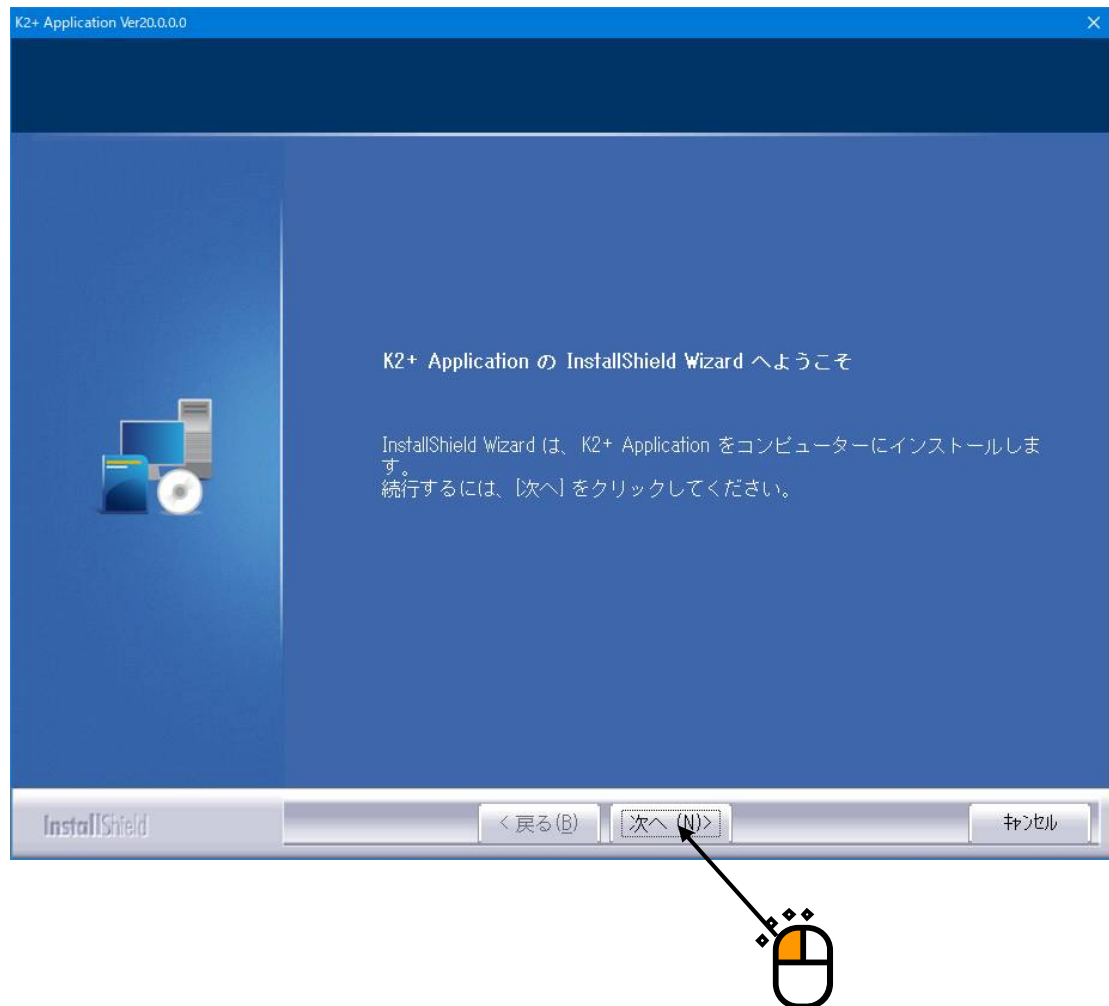 K2+ Application Ver20.0.0.0
K2+ Application の InstallShield Wizard へようこそ
InstallShield Wizard は、K2+ Application をコンピューターにインストールしま
す。
続行するには、[次へ] をクリックしてください。
InstallShield
< 戻る(B)
次へ (N)>
ｷｬﾝｾﾙ